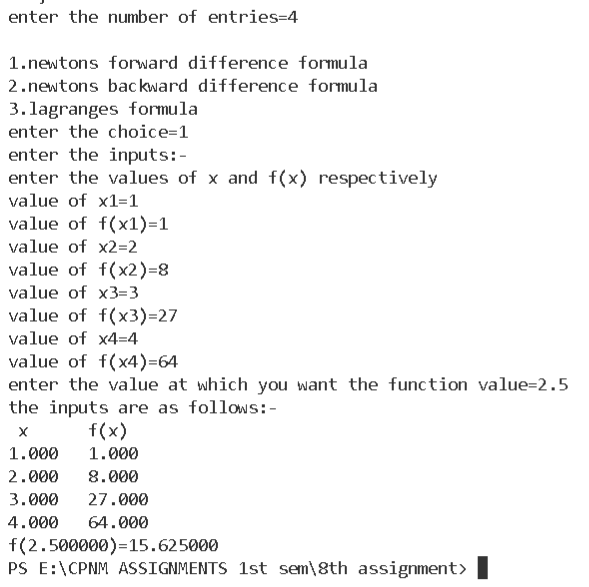 enter the number of entries=4
1.newtons forward difference formula
2.newtons backward difference formula
3.lagranges formula
enter the choice=1
enter the inputs:-
enter the values of x and f(x) respectively
value of x1=1
value of f(x1)=1
value of x2=2
value of f(x2)=8
value of x3=3
value of f(x3)=27
value of x4=4
value of f(x4)=64
enter the value at which you want the function value=2.5
the inputs are as follows:-
x f(x)
1.000 1.000
2.000 8.000
3.000 27.000
4.000 64.000
f(2.500000)=15.625000
PS E:\CPNM ASSIGNMENTS 1st sem\8th assignment>